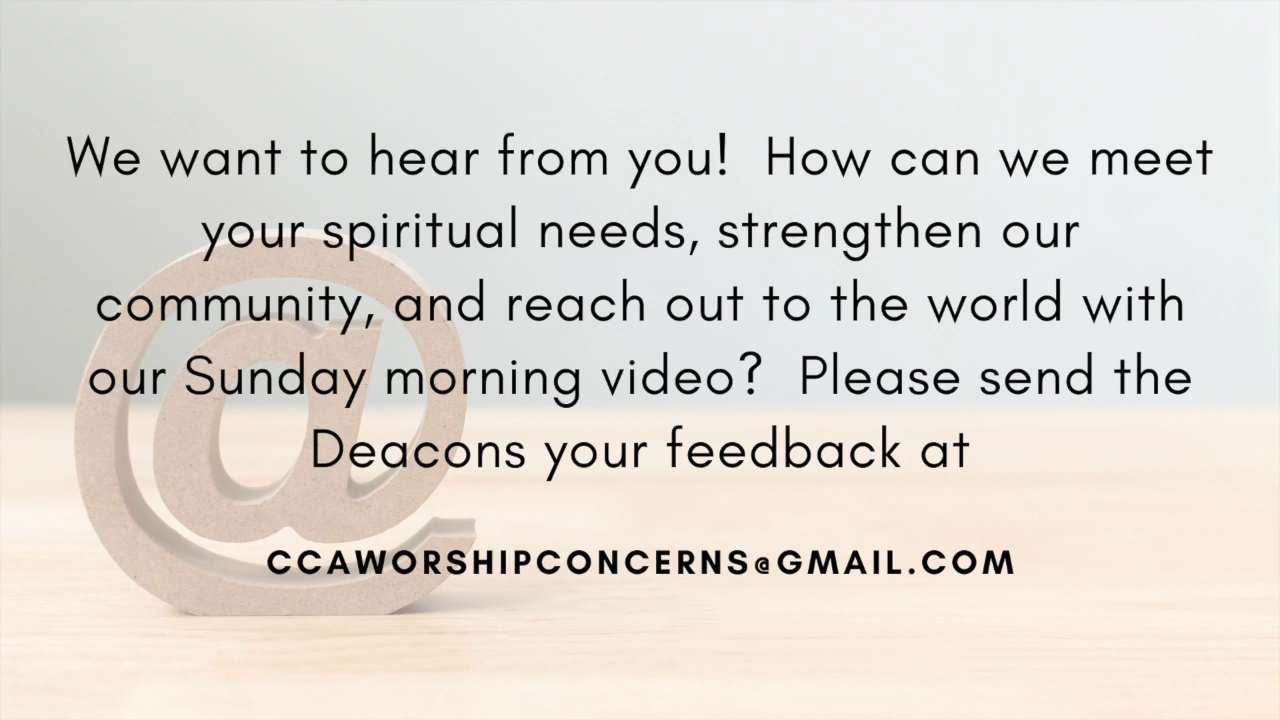 We want to hear from you!  How can we meet
your spiritual needs, strengthen our
community, and reach out to the world with
our Sunday morning video?  Please send the
Deacons your feedback at
CCAWORSHIPCONCERNS@GMAIL.COM